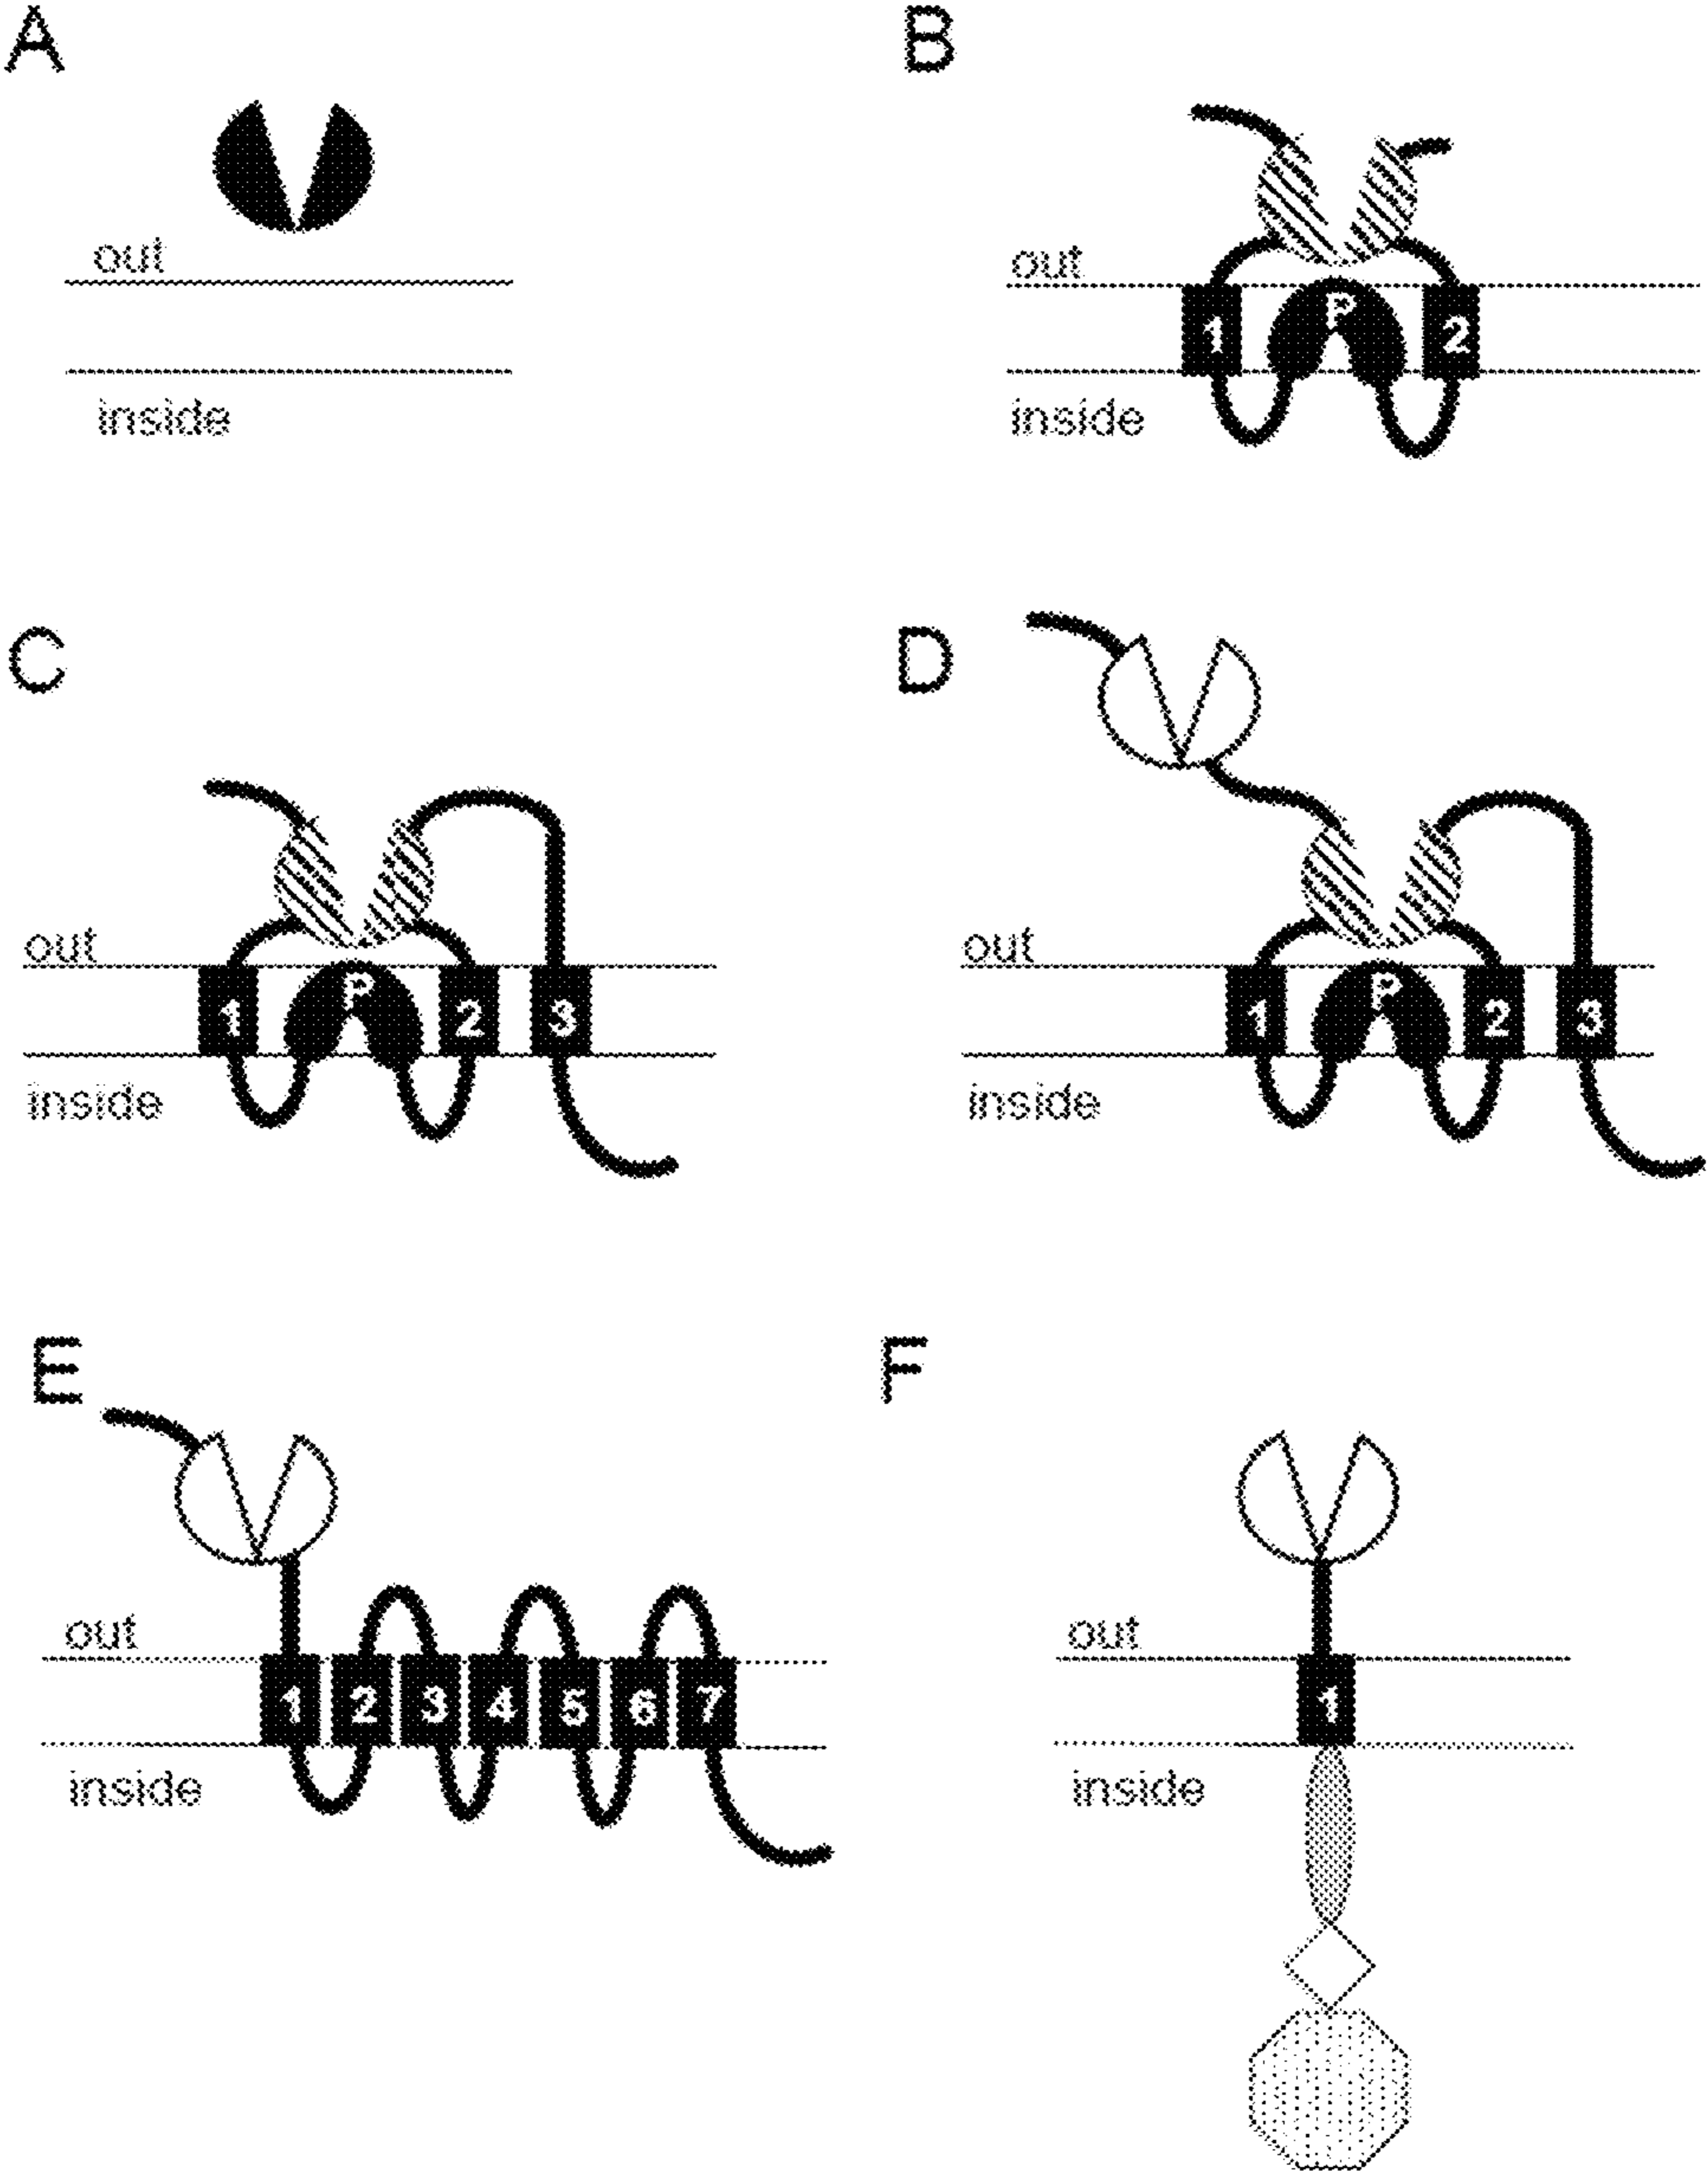 A
B
out
inside
out
1 P 2
inside
C
D
out
1 P 2 3
inside
out
1 P 2 3
inside
E
F
out
1 2 3 4 5 6 7
inside
out
1
inside